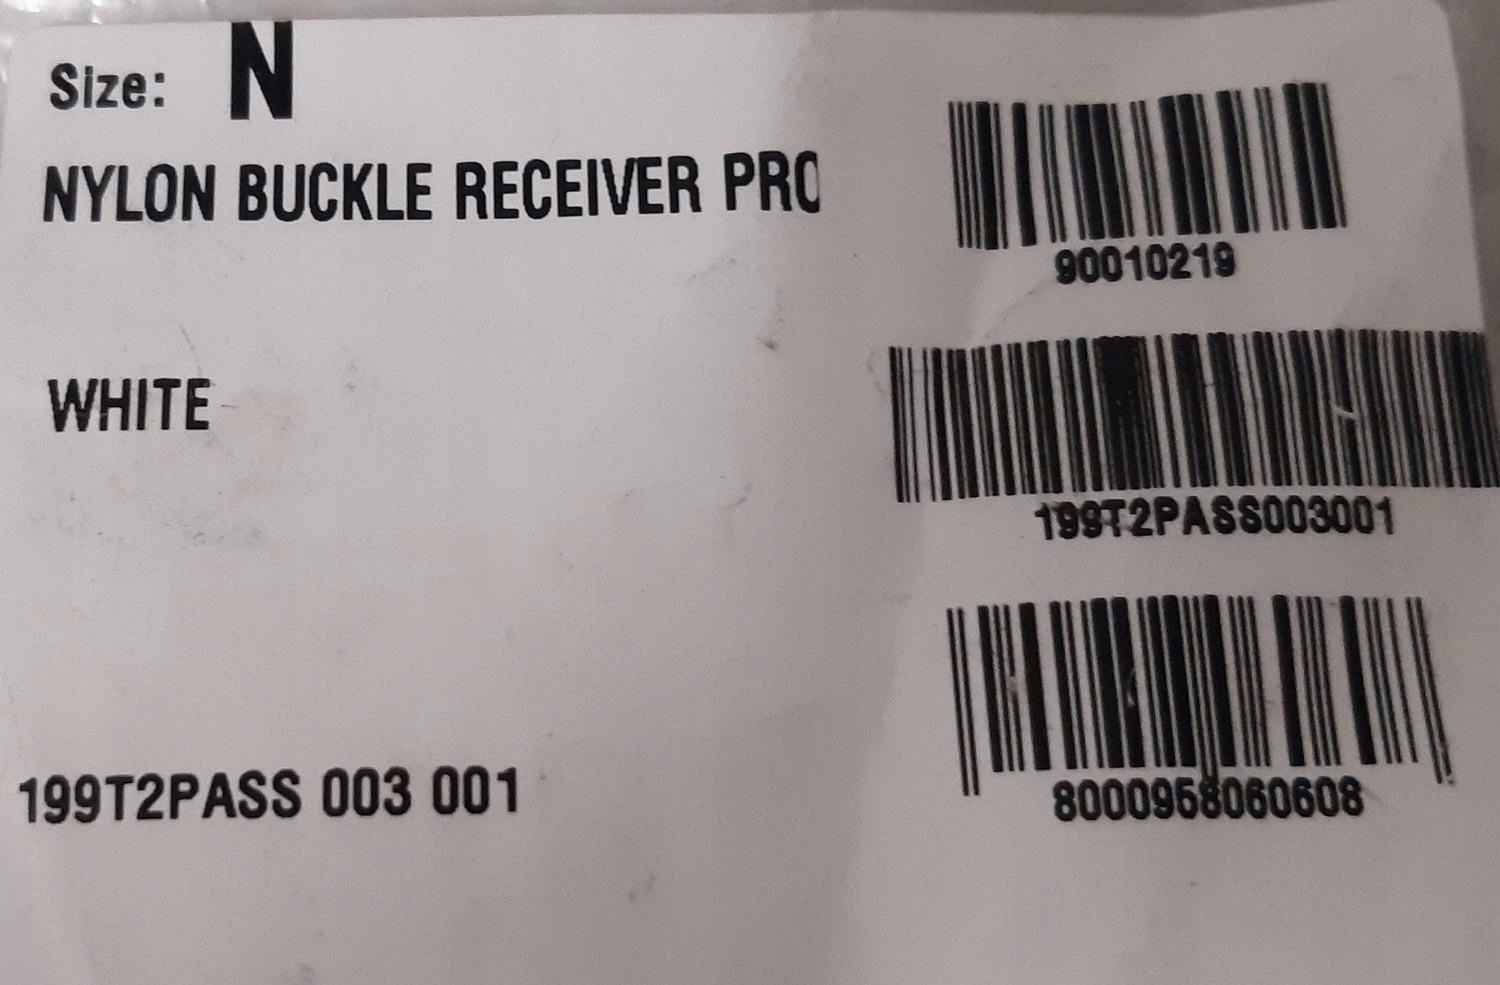 Size: N
NYLON BUCKLE RECEIVER PRO
90010219
WHITE
199T2PASS003001
199T2PASS 003 001
8000958060608